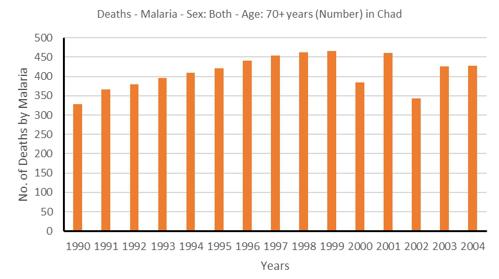 Deaths - Malaria - Sex: Both - Age: 70+ years (Number) in Chad
No. of Deaths by Malaria
500
450
400
350
300
250
200
150
100
50
0
1990 1991 1992 1993 1994 1995 1996 1997 1998 1999 2000 2001 2002 2003 2004
Years